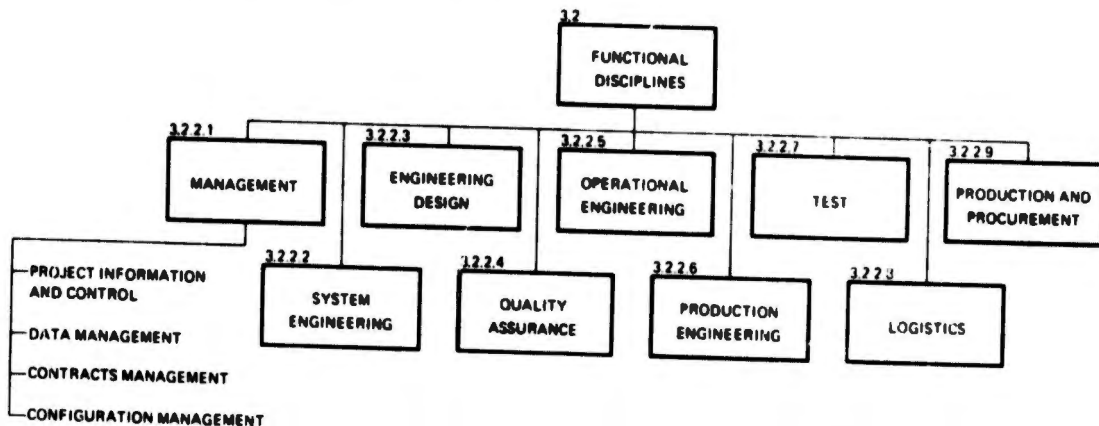 3.2
FUNCTIONAL
DISCIPLINES
3.2.2.1
MANAGEMENT
3.2.2.3
ENGINEERING
DESIGN
3.2.2.5
OPERATIONAL
ENGINEERING
3.2.2.7
TEST
3.2.2.9
PRODUCTION AND
PROCUREMENT
3.2.2.2
SYSTEM
ENGINEERING
3.2.2.4
QUALITY
ASSURANCE
3.2.2.6
PRODUCTION
ENGINEERING
3.2.2.8
LOGISTICS
PROJECT INFORMATION
AND CONTROL
DATA MANAGEMENT
CONTRACTS MANAGEMENT
CONFIGURATION MANAGEMENT